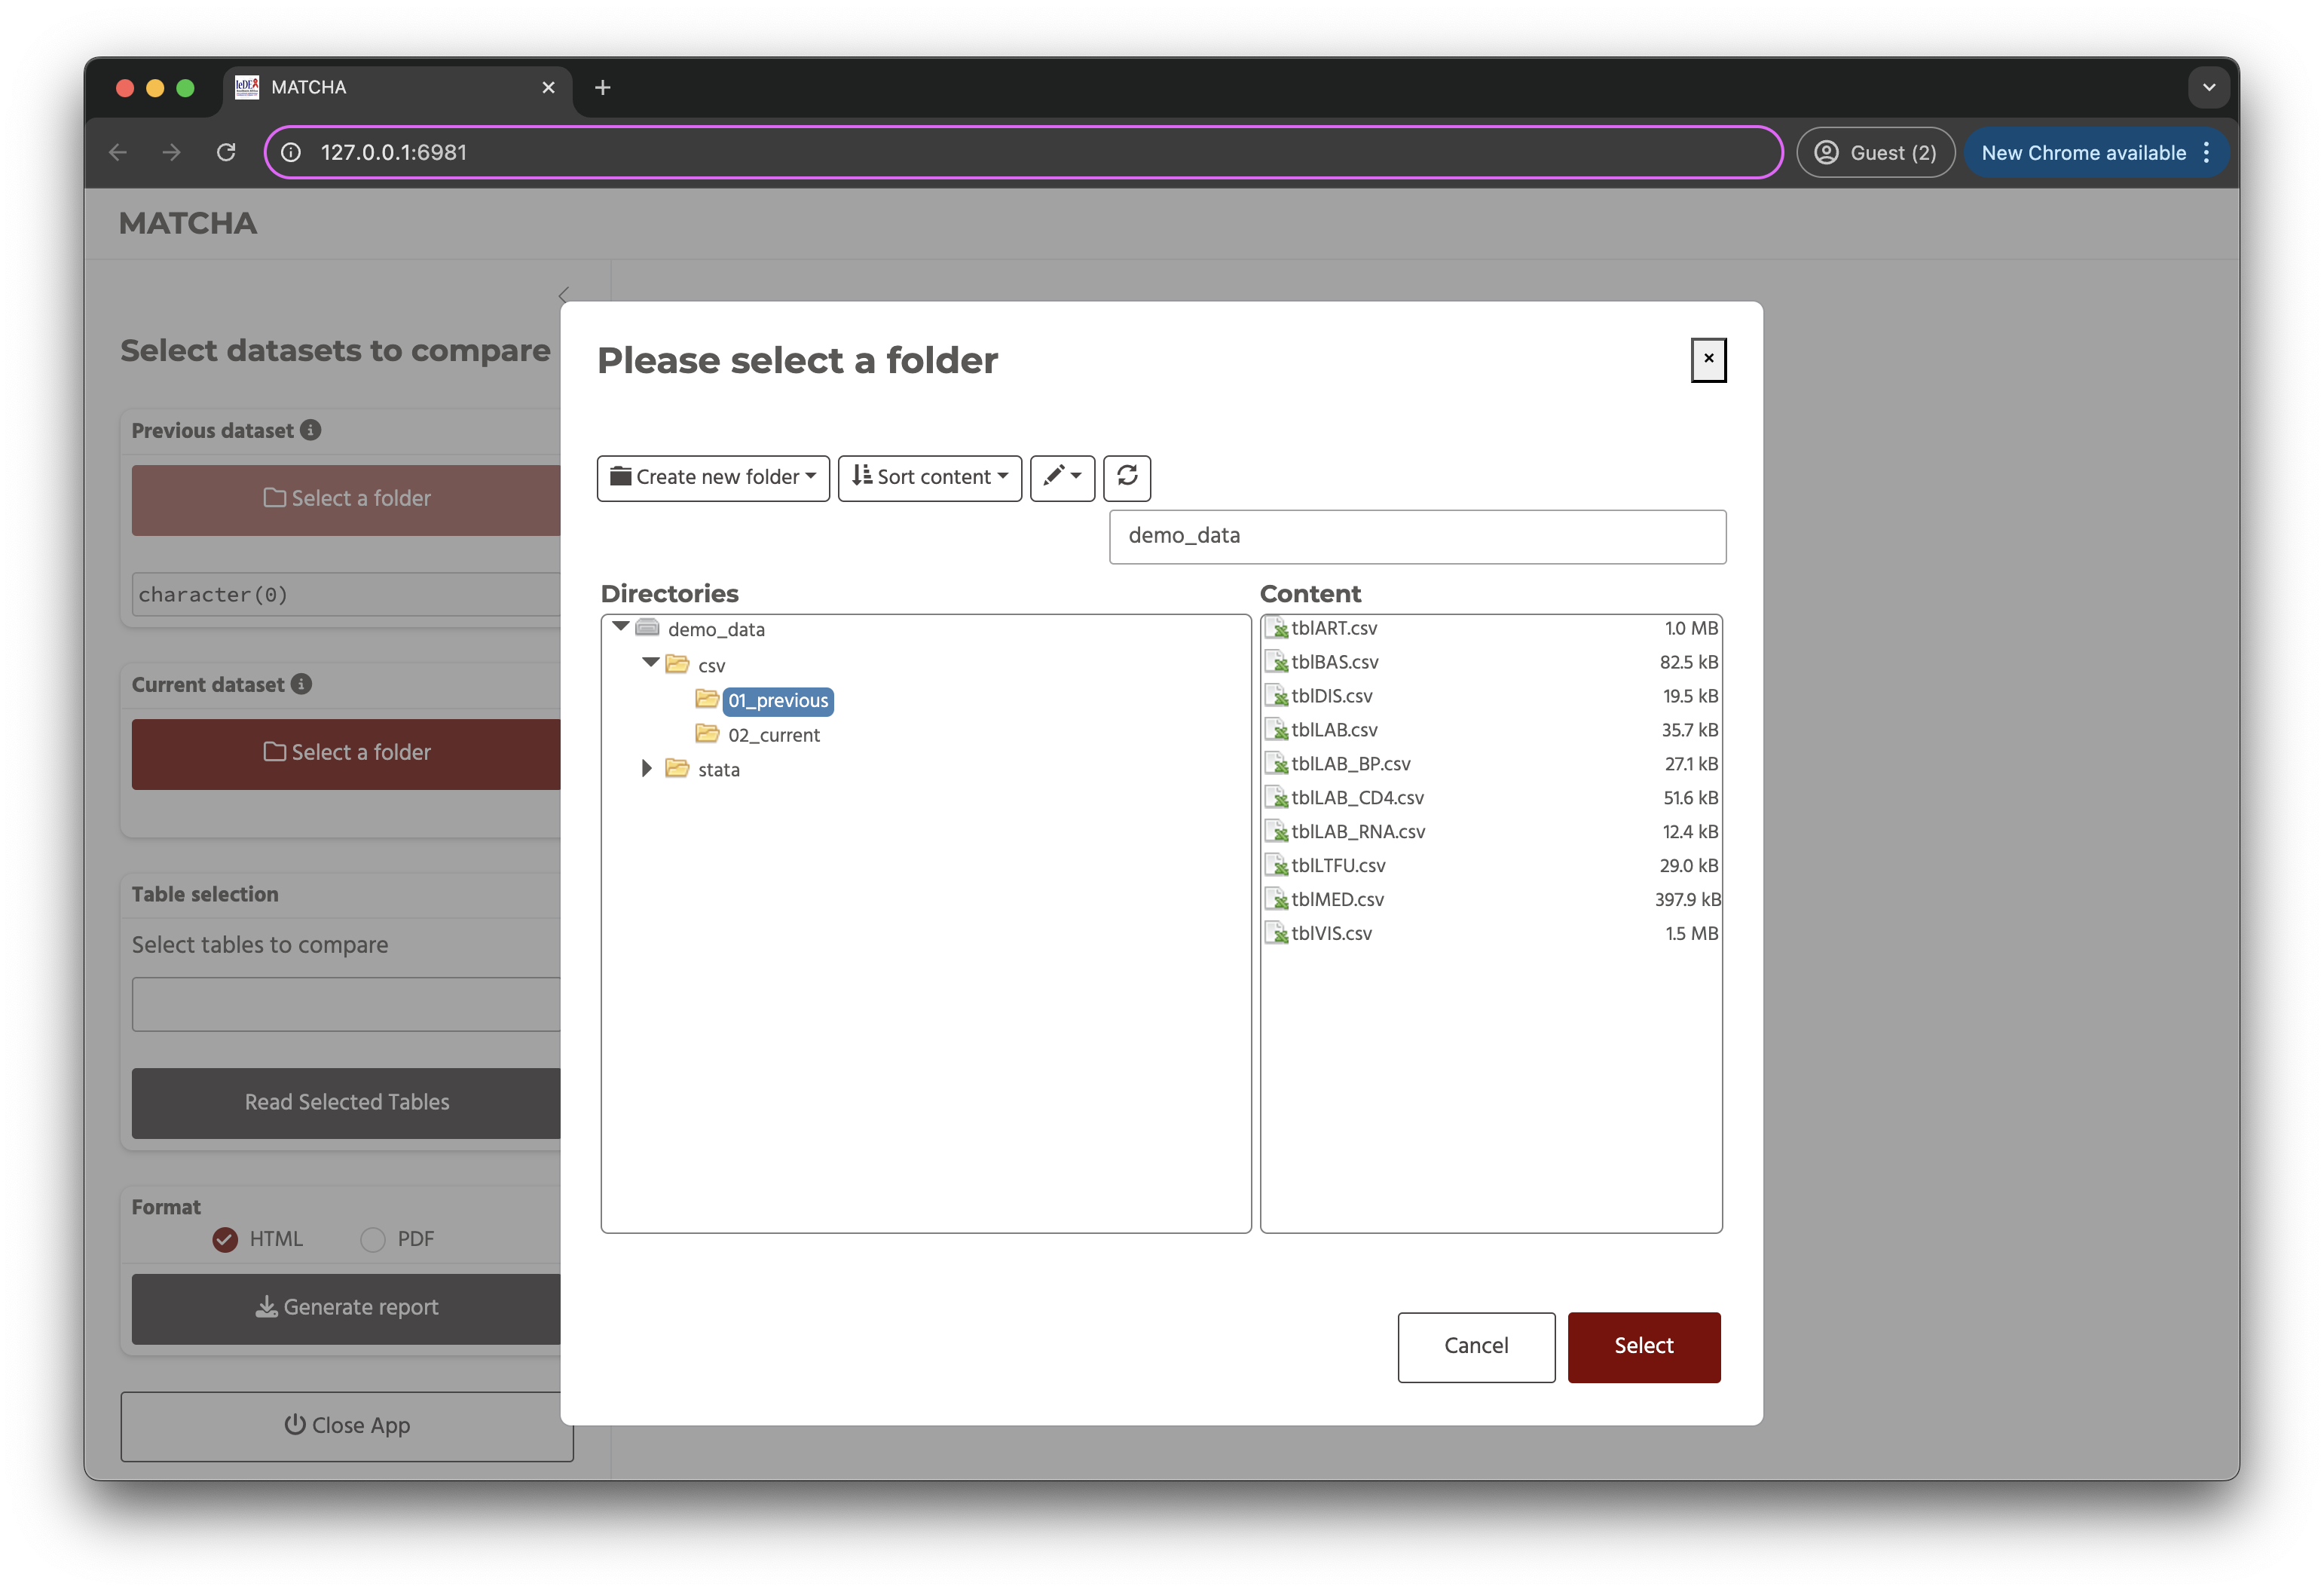 MATCHA
127.0.0.1:6981
Guest (2)
New Chrome available
MATCHA
Select datasets to compare
Previous dataset
Select a folder
character(0)
Current dataset
Select a folder
Table selection
Select tables to compare
Read Selected Tables
Format
HTML
PDF
Generate report
Close App
Please select a folder
×
Create new folder
Sort content
demo_data
Directories
demo_data
csv
01_previous
02_current
stata
Content
tblART.csv 1.0 MB
tblBAS.csv 82.5 kB
tblDIS.csv 19.5 kB
tblLAB.csv 35.7 kB
tblLAB_BP.csv 27.1 kB
tblLAB_CD4.csv 51.6 kB
tblLAB_RNA.csv 12.4 kB
tblLTFU.csv 29.0 kB
tblMED.csv 397.9 kB
tblVIS.csv 1.5 MB
Cancel
Select